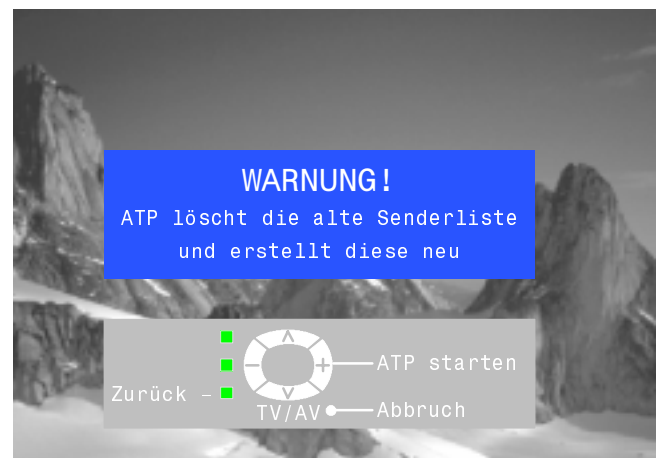 WARNUNG!
ATP löscht die alte Senderliste
und erstellt diese neu
ATP starten
Zurück –
TV/AV
Abbruch